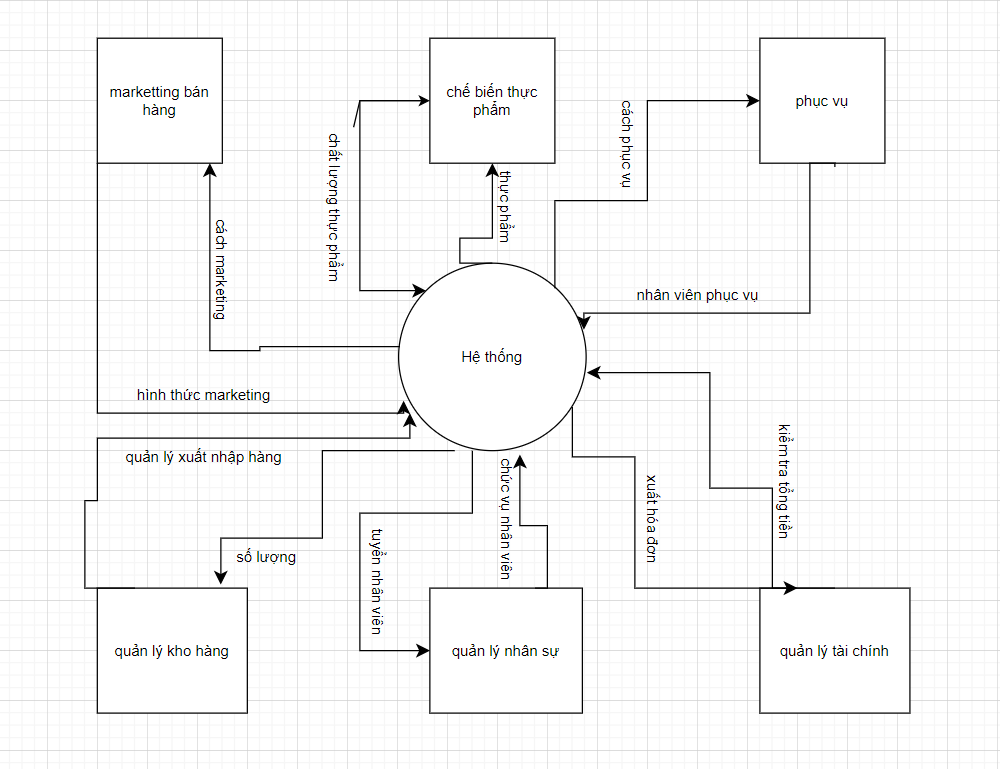 marketting bán
hàng
chế biến thực
phẩm
phục vụ
cách phục vụ
chất lượng thực phẩm
thực phẩm
cách marketing
nhân viên phục vụ
Hệ thống
hình thức marketing
quản lý xuất nhập hàng
kiểm tra tổng tiền
chức vụ nhân viên
xuất hóa đơn
tuyển nhân viên
số lượng
quản lý kho hàng
quản lý nhân sự
quản lý tài chính